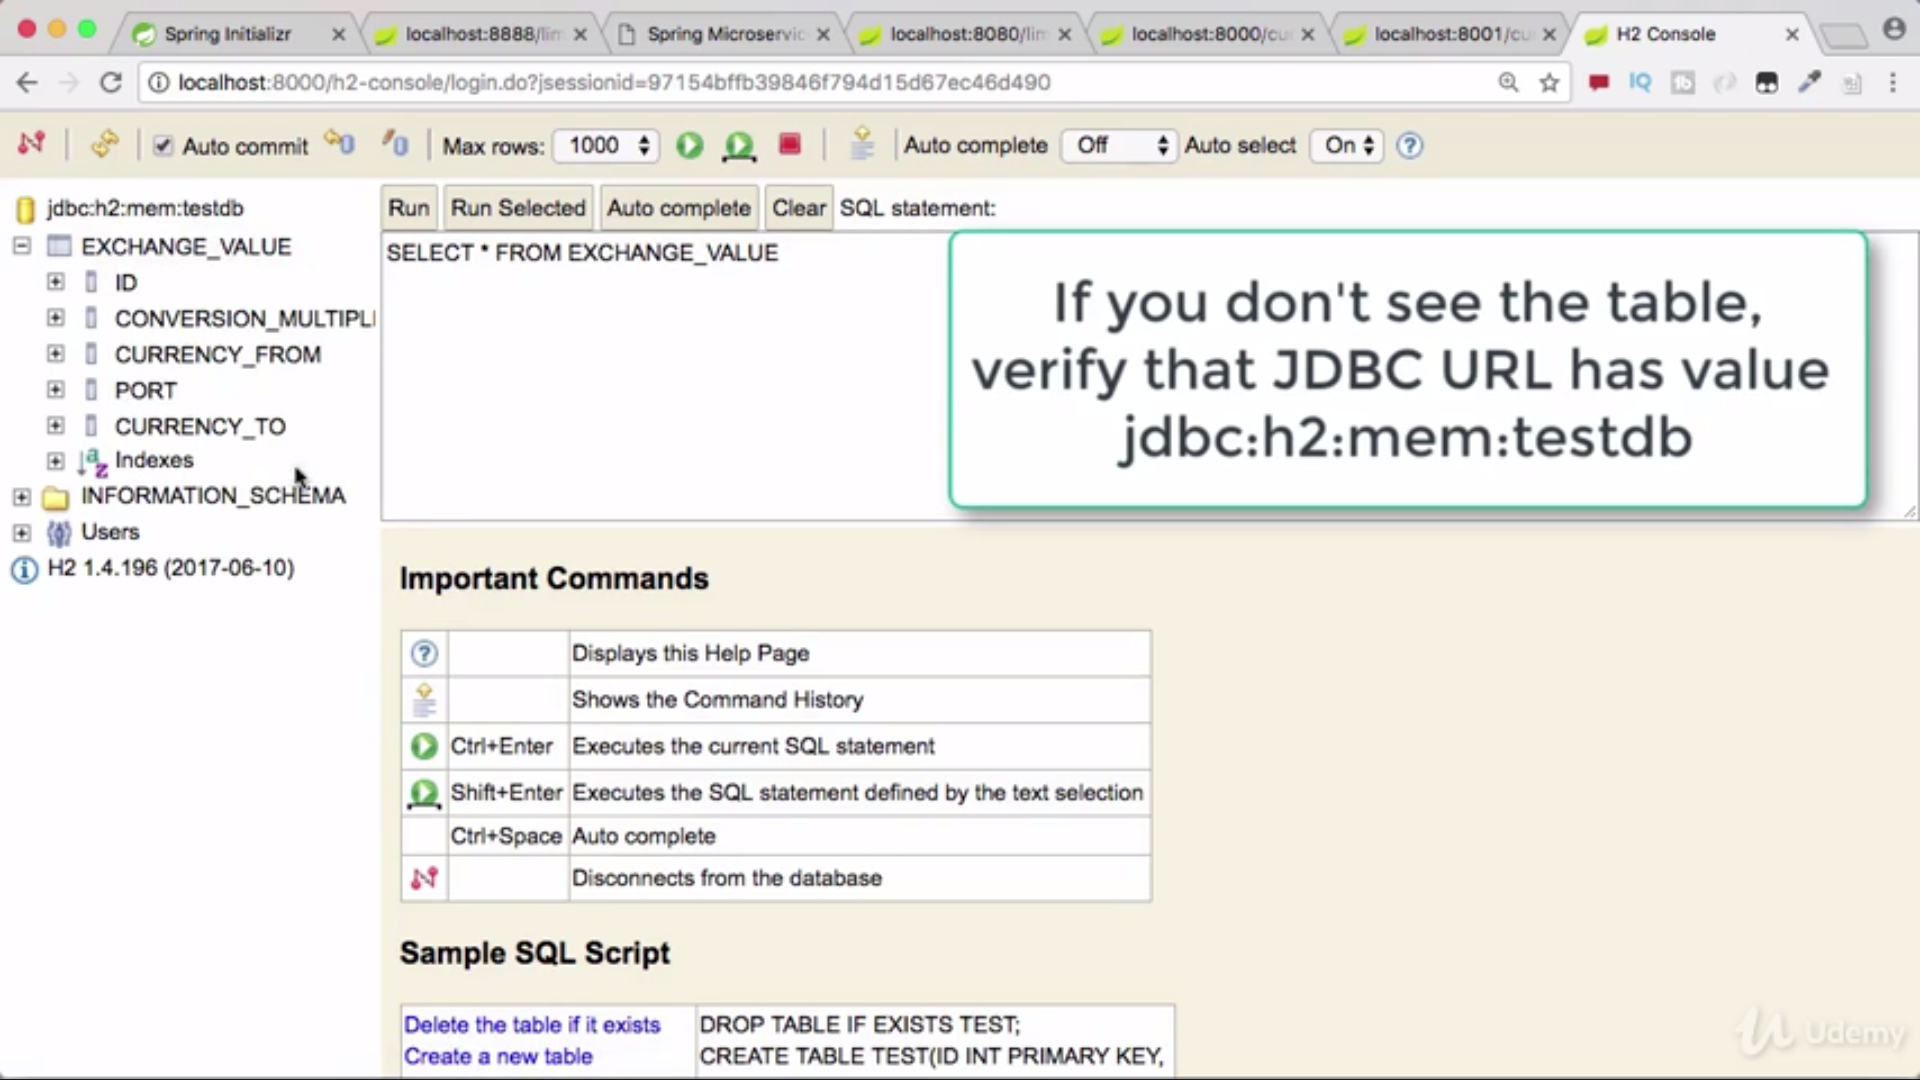 Spring Initializr
localhost:8888/lim
Spring Microservic
localhost:8080/lim
localhost:8000/cur
localhost:8001/cur
H2 Console
localhost:8000/h2-console/login.do?jsessionid=97154bffb39846f794d15d67ec46d490
IQ
Auto commit
Max rows:
1000
Auto complete
Off
Auto select
On
jdbc:h2:mem:testdb
EXCHANGE_VALUE
ID
CONVERSION_MULTIPL
CURRENCY_FROM
PORT
CURRENCY_TO
Indexes
INFORMATION_SCHEMA
Users
H2 1.4.196 (2017-06-10)
Run
Run Selected
Auto complete
Clear
SQL statement:
SELECT * FROM EXCHANGE_VALUE
If you don't see the table,
verify that JDBC URL has value
jdbc:h2:mem:testdb
Important Commands
Displays this Help Page
Shows the Command History
Ctrl+Enter Executes the current SQL statement
Shift+Enter Executes the SQL statement defined by the text selection
Ctrl+Space Auto complete
Disconnects from the database
Sample SQL Script
Delete the table if it exists DROP TABLE IF EXISTS TEST;
Create a new table CREATE TABLE TEST(ID INT PRIMARY KEY,
Udemy